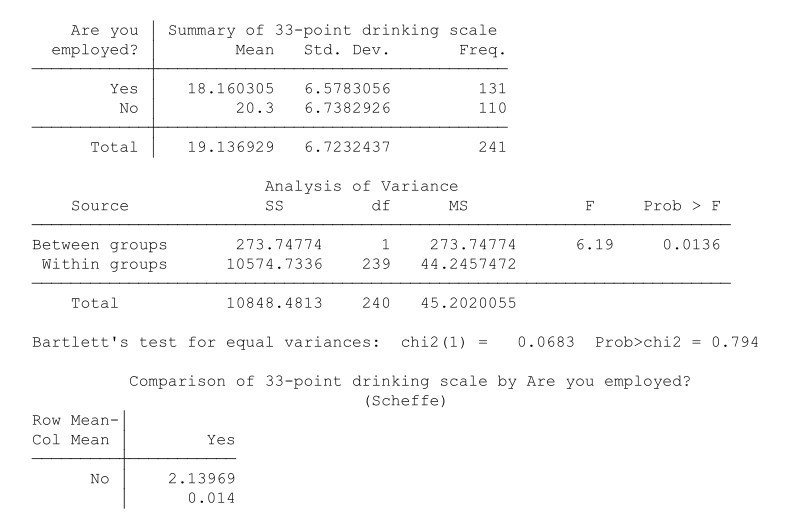 Are you Summary of 33-point drinking scale
employed? Mean Std. Dev. Freq.
Yes 18.160305 6.5783056 131
No 20.3 6.7382926 110
Total 19.136929 6.7232437 241
Analysis of Variance
Source SS df MS F Prob > F
Between groups 273.74774 1 273.74774 6.19 0.0136
Within groups 10574.7336 239 44.2457472
Total 10848.4813 240 45.2020055
Bartlett's test for equal variances: chi2(1) = 0.0683 Prob>chi2 = 0.794
Comparison of 33-point drinking scale by Are you employed?
(Scheffe)
Row Mean-
Col Mean Yes
No 2.13969
0.014